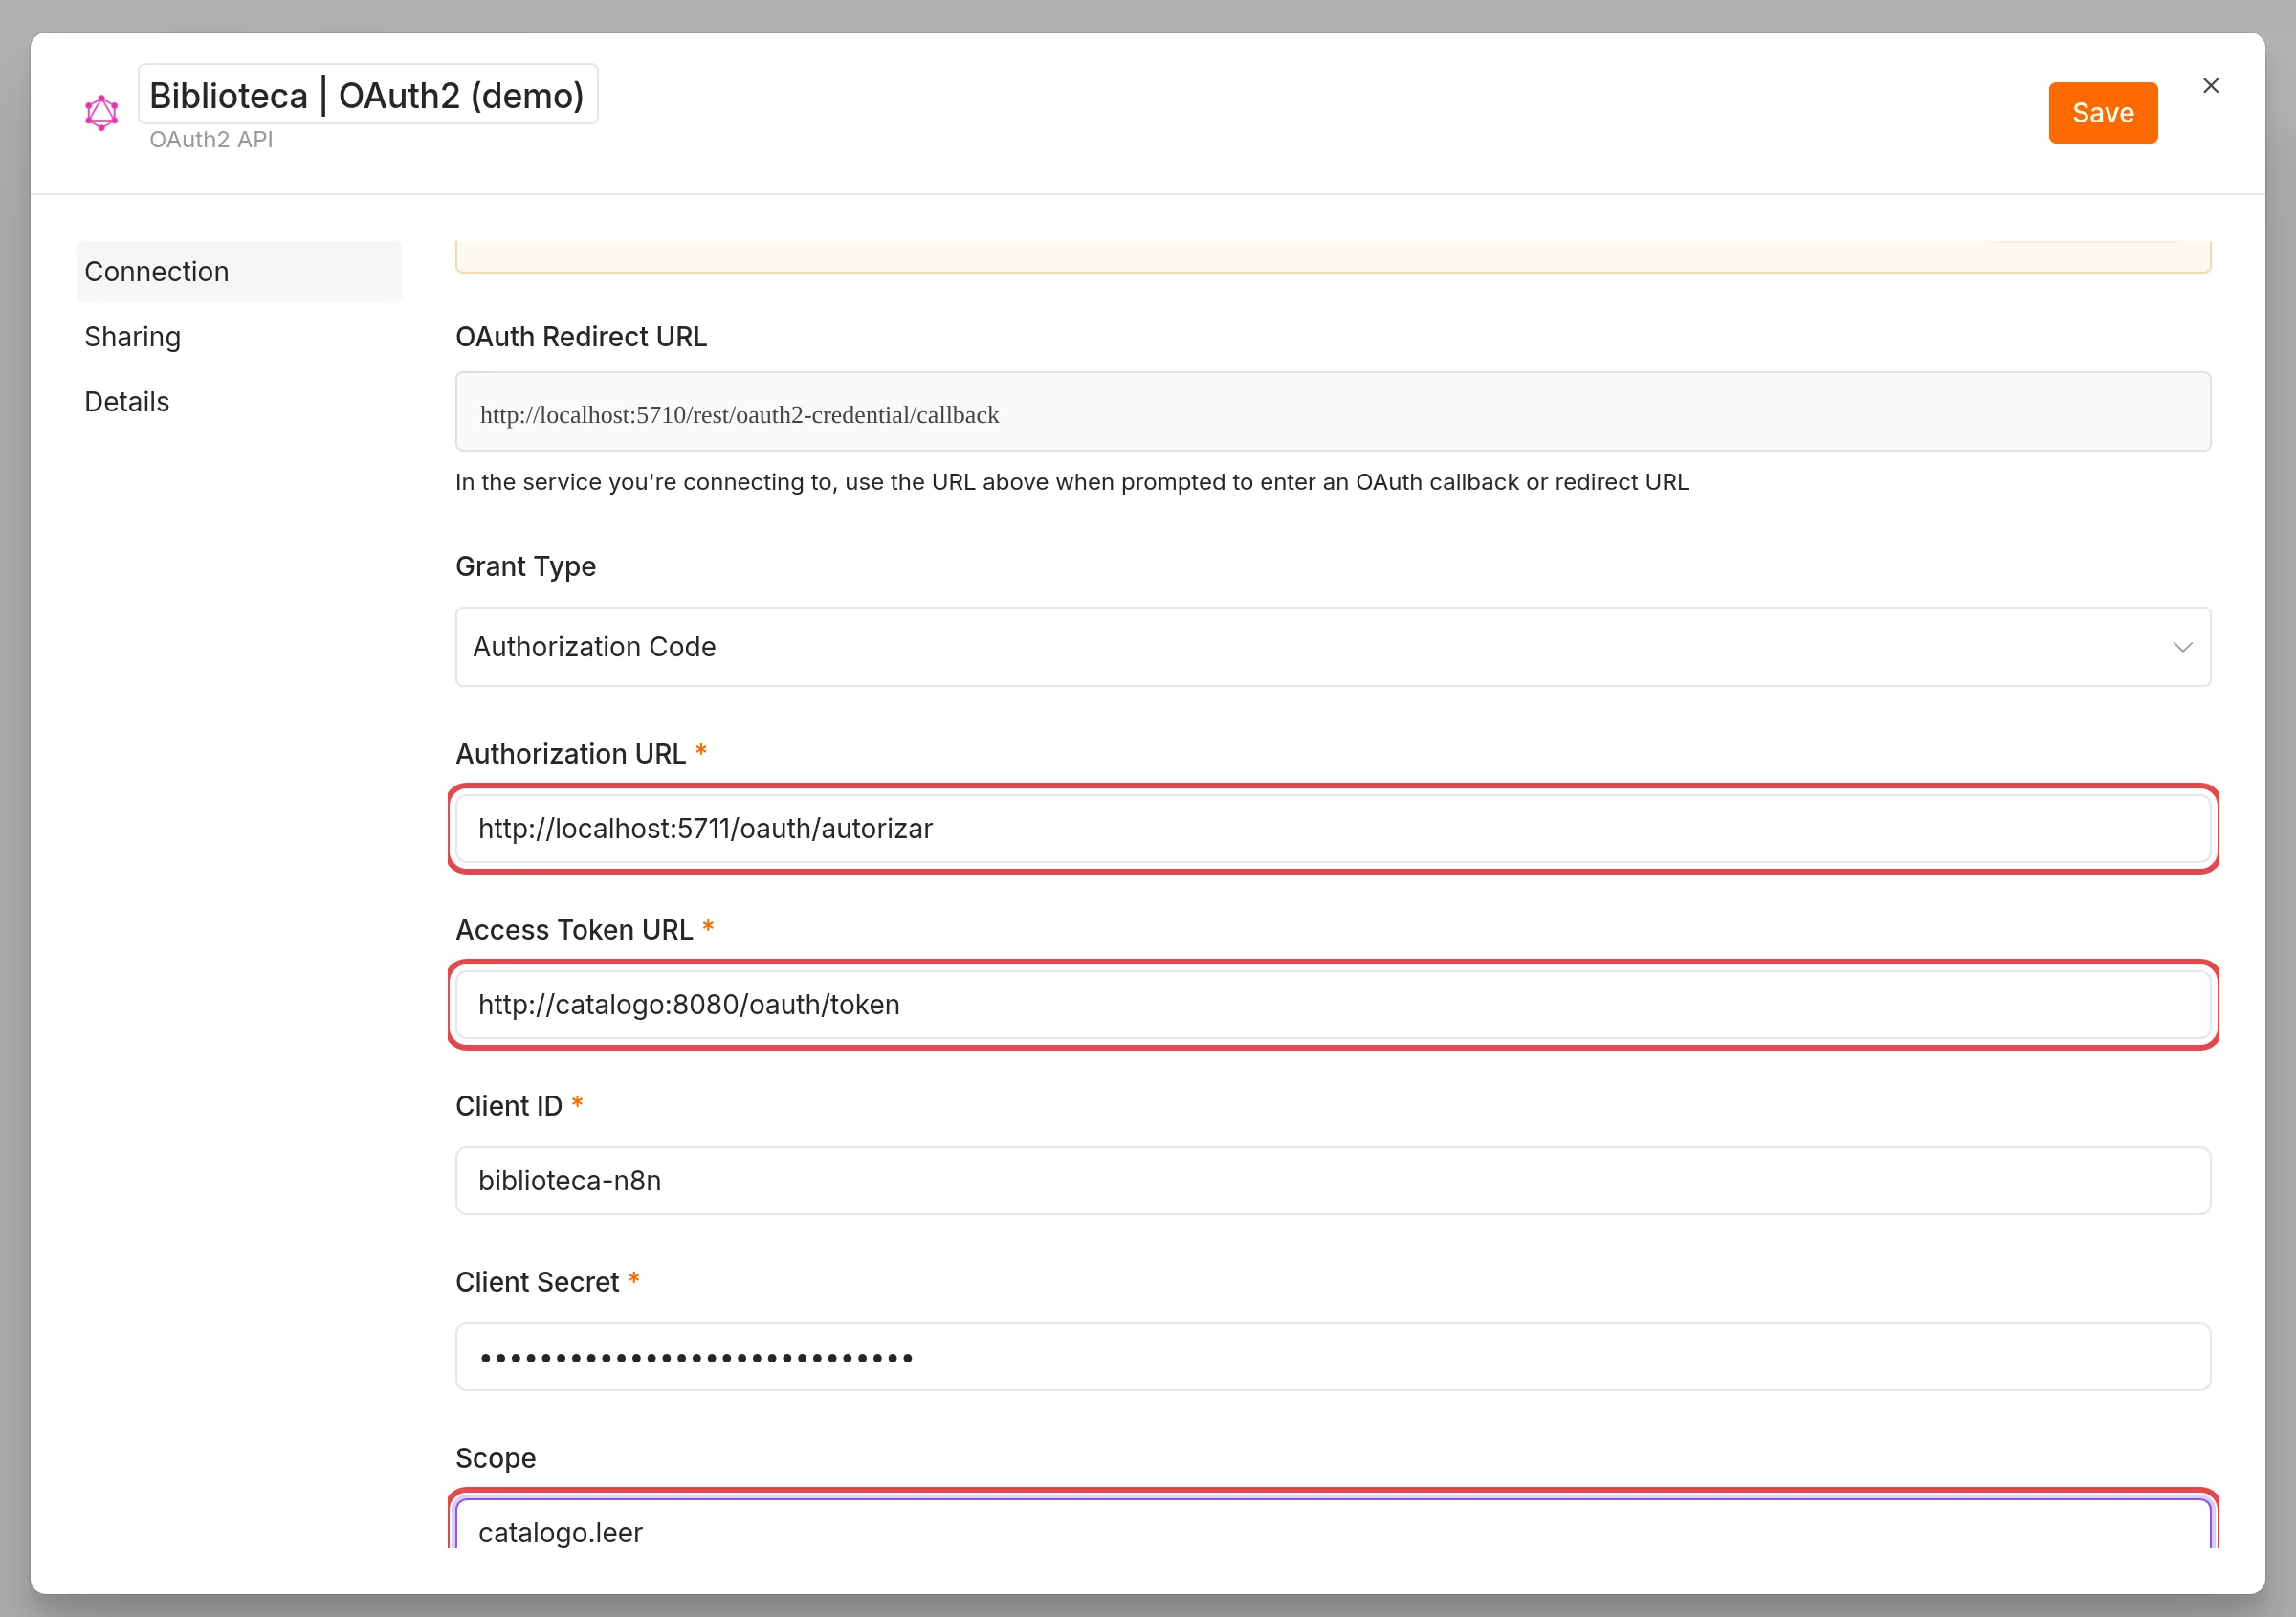 Biblioteca | OAuth2 (demo)
OAuth2 API
Save
Connection
Sharing
Details
OAuth Redirect URL
http://localhost:5710/rest/oauth2-credential/callback
In the service you're connecting to, use the URL above when prompted to enter an OAuth callback or redirect URL
Grant Type
Authorization Code
Authorization URL *
http://localhost:5711/oauth/autorizar
Access Token URL *
http://catalogo:8080/oauth/token
Client ID *
biblioteca-n8n
Client Secret *
•••••••••••••••••••••••••••••
Scope
catalogo.leer